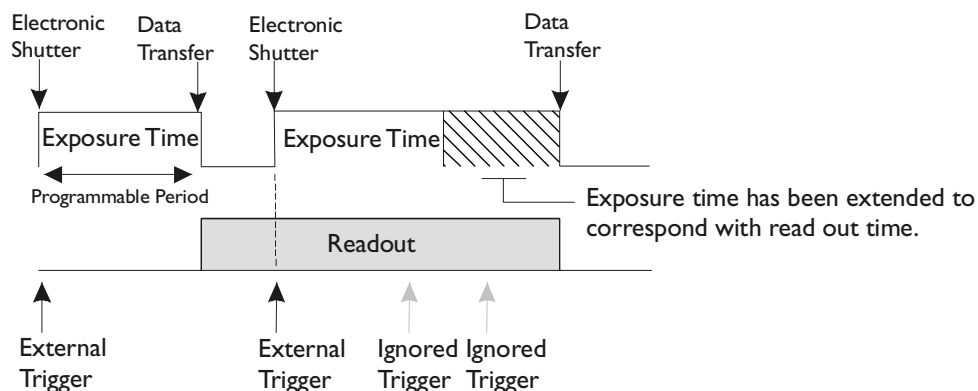 Electronic
Shutter
Data
Transfer
Electronic
Shutter
Data
Transfer
Exposure Time
Exposure Time
Programmable Period
Exposure time has been extended to
correspond with read out time.
Readout
External
Trigger
External
Trigger
Ignored
Trigger
Ignored
Trigger